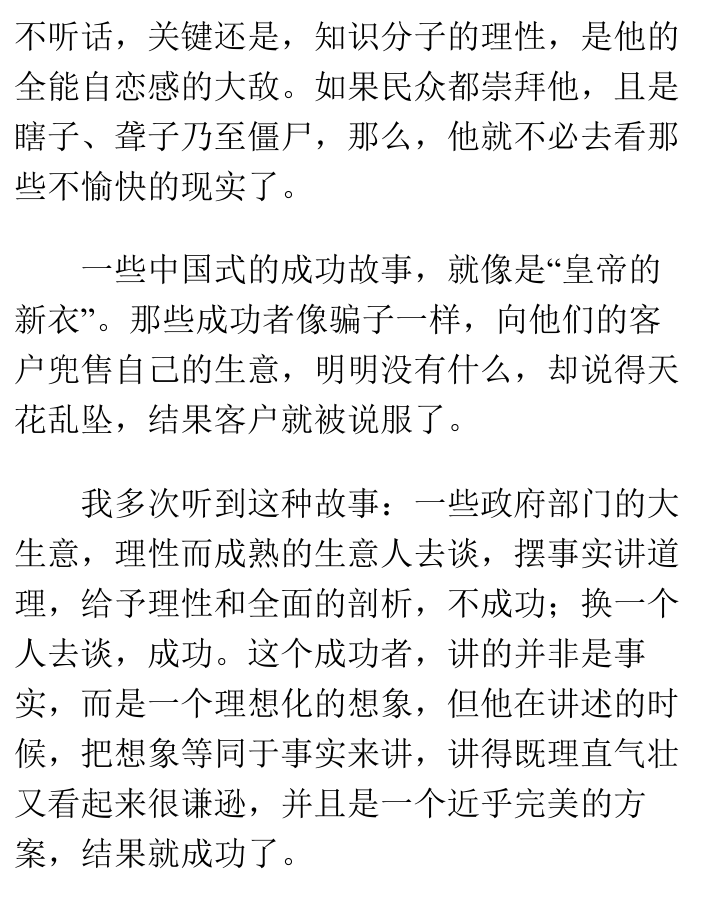 不听话，关键还是，知识分子的理性，是他的
全能自恋感的大敌。如果民众都崇拜他，且是
瞎子、聋子乃至僵尸，那么，他就不必去看那
些不愉快的现实了。
一些中国式的成功故事，就像是“皇帝的
新衣”。那些成功者像骗子一样，向他们的客
户兜售自己的生意，明明没有什么，却说得天
花乱坠，结果客户就被说服了。
我多次听到这种故事：一些政府部门的大
生意，理性而成熟的生意人去谈，摆事实讲道
理，给予理性和全面的剖析，不成功；换一个
人去谈，成功。这个成功者，讲的并非是事
实，而是一个理想化的想象，但他在讲述的时
候，把想象等同于事实来讲，讲得既理直气壮
又看起来很谦逊，并且是一个近乎完美的方
案，结果就成功了。